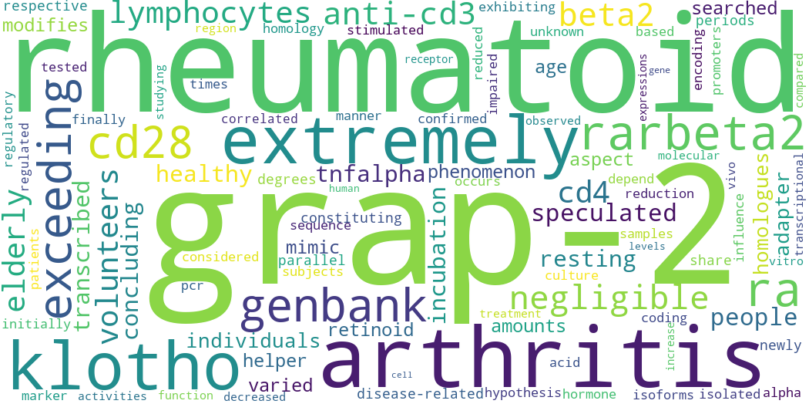 respective lymphocytes anti-cd3 exhibiting beta2 searched
modifies region homology stimulated unknown based periods
rheumatoid
tested times receptor reduced impaired age expressions gene encoding promoters compared
studying
regulatory regulated finally correlated manner confirmed observed
exceeding cd28 extremely rarbeta2
healthy tnfalpha phenomenon aspect molecular
elderly patients transcribed volunteers concluding degrees occurs depend reduction vivo
human cd4 share samples influence homologues adapter transcriptional vitro
considered sequence constituting speculated levels
grap-2
pcr mimic parallel subjects incubation resting culture
genbank negligible ra
initially individuals retinoid amounts treatment coding people
klotho helper arthritis acid increase newly
varied cell
marker activities function decreased disease-related hypothesis hormone isoforms isolated alpha